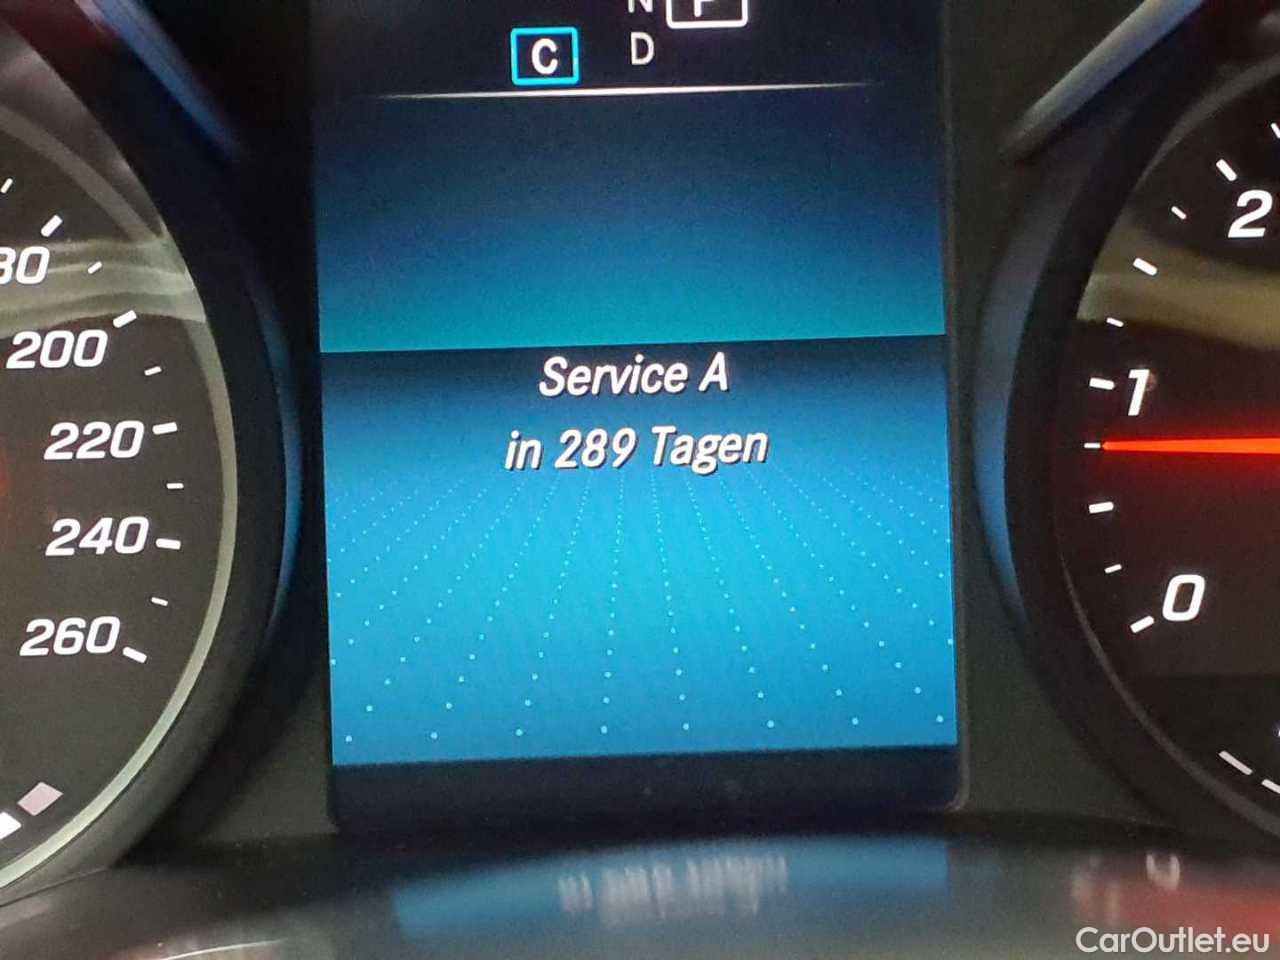 N P
C D
Service A
in 289 Tagen
200
220
240
260
2
1
0
CarOutlet.eu